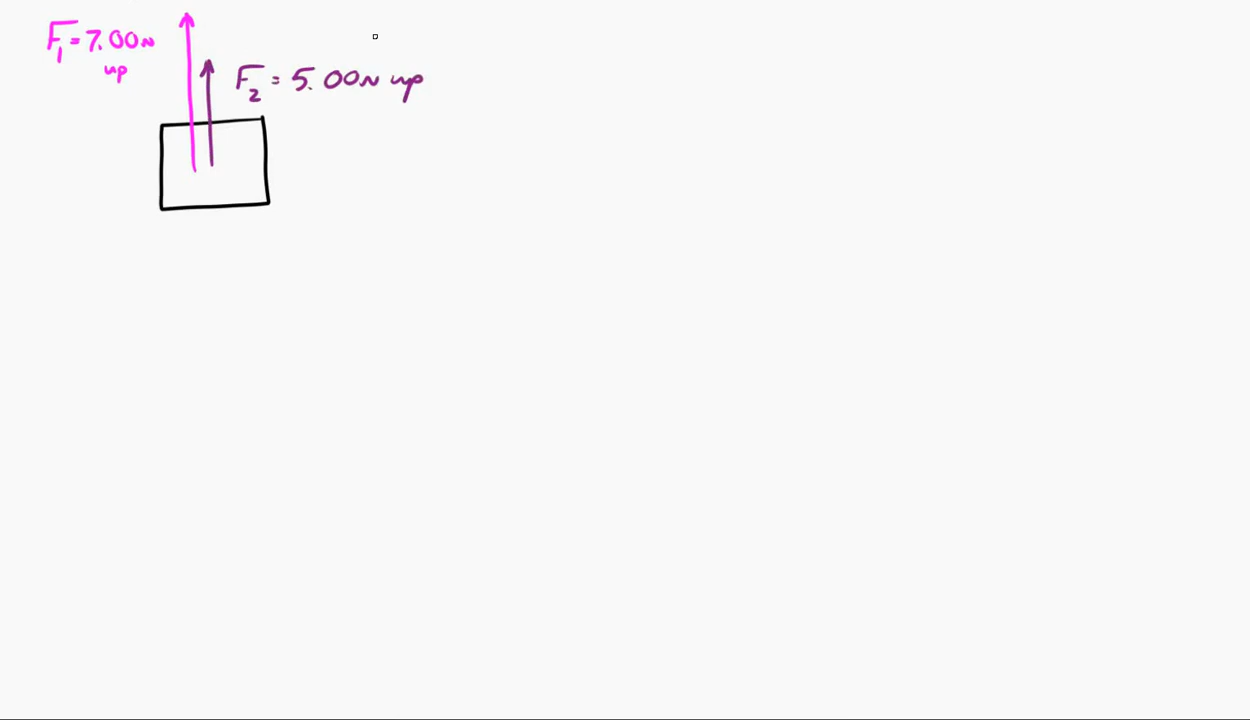 F₁ = 7.00N
up
F₂ = 5.00N up